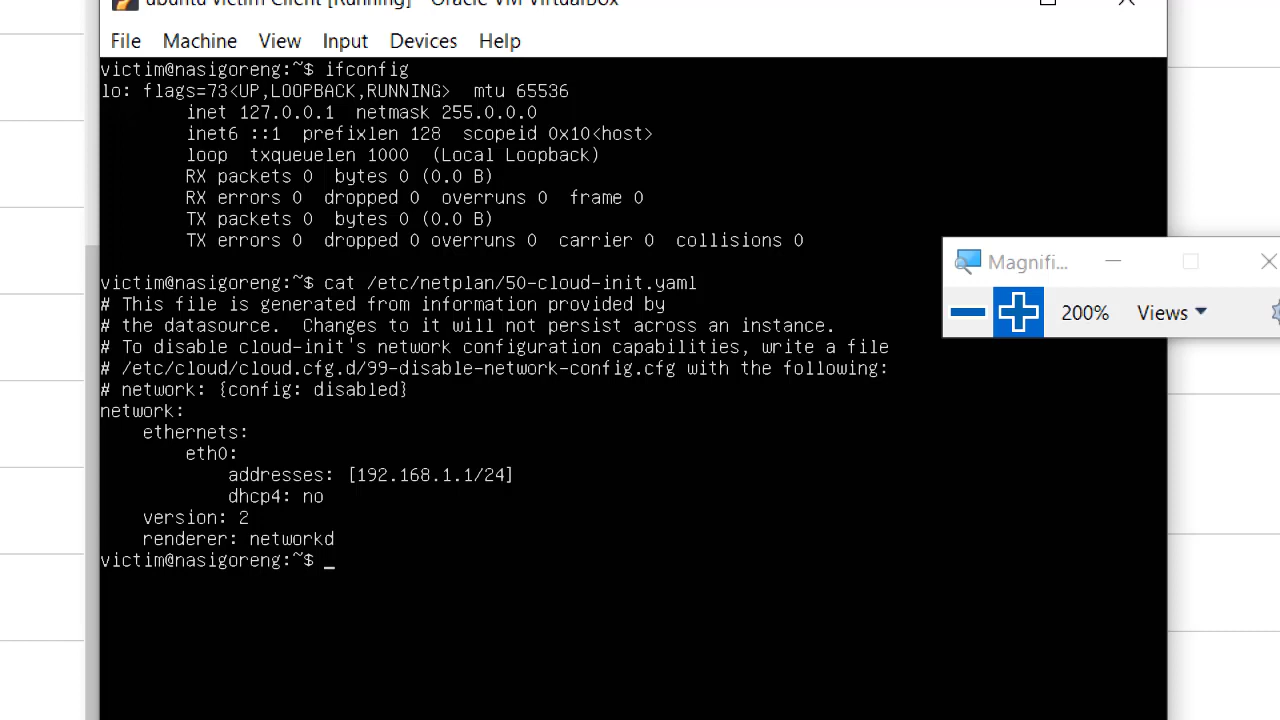 ubuntu victim Client [Running] - Oracle VM VirtualBox
File Machine View Input Devices Help
victim@nasigoreng:~$ ifconfig
lo: flags=73<UP,LOOPBACK,RUNNING>  mtu 65536
        inet 127.0.0.1  netmask 255.0.0.0
        inet6 ::1  prefixlen 128  scopeid 0x10<host>
        loop  txqueuelen 1000  (Local Loopback)
        RX packets 0  bytes 0 (0.0 B)
        RX errors 0  dropped 0  overruns 0  frame 0
        TX packets 0  bytes 0 (0.0 B)
        TX errors 0  dropped 0 overruns 0  carrier 0  collisions 0
victim@nasigoreng:~$ cat /etc/netplan/50-cloud-init.yaml
# This file is generated from information provided by
# the datasource.  Changes to it will not persist across an instance.
# To disable cloud-init's network configuration capabilities, write a file
# /etc/cloud/cloud.cfg.d/99-disable-network-config.cfg with the following:
# network: {config: disabled}
network:
    ethernets:
        eth0:
            addresses: [192.168.1.1/24]
            dhcp4: no
    version: 2
    renderer: networkd
victim@nasigoreng:~$ _
Magnifi...
200% Views